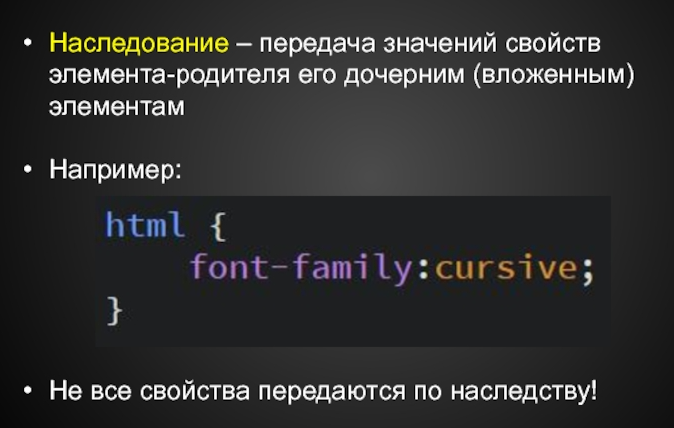 • Наследование – передача значений свойств
элемента-родителя его дочерним (вложенным)
элементам
• Например:
html {
    font-family:cursive;
}
• Не все свойства передаются по наследству!